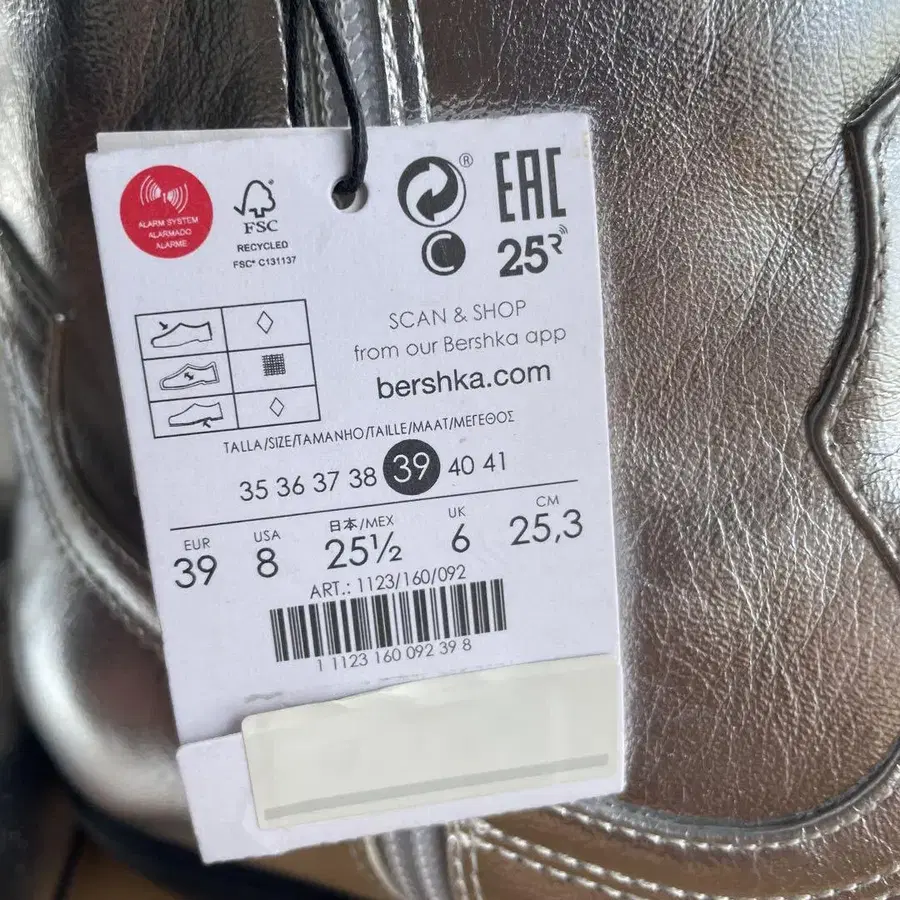 ALARM SYSTEM
ALARMADO
ALARME
FSC
RECYCLED
FSC® C131137
®
EAC
25R
SCAN & SHOP
from our Bershka app
bershka.com
TALLA/SIZE/TAMANHO/TAILLE/MAAT/ΜΕΓΕΘΟΣ
35 36 37 38 39 40 41
EUR USA 日本/MEX UK CM
39 8 25½ 6 25,3
ART.: 1123/160/092
1 1123 160 092 39 8